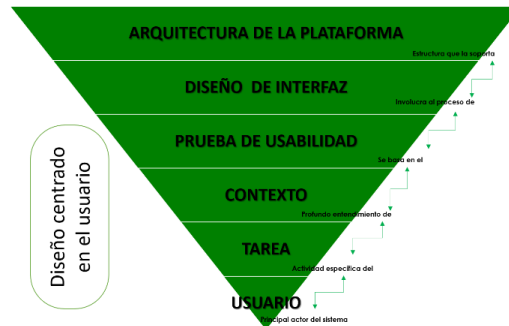 ARQUITECTURA DE LA PLATAFORMA
Estructura que la soporta
DISEÑO DE INTERFAZ
Involucra al proceso de
PRUEBA DE USABILIDAD
Se basa en el
CONTEXTO
Profundo entendimiento de
TAREA
Actividad específica del
USUARIO
Principal actor del sistema
Diseño centrado
en el usuario